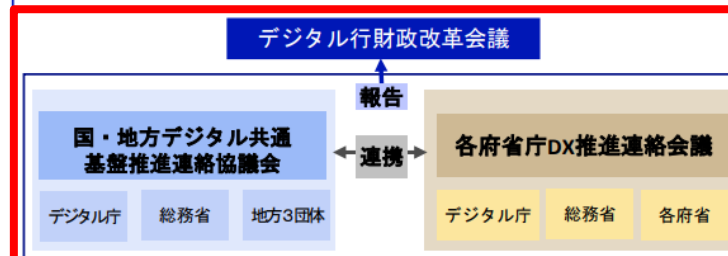 デジタル行財政改革会議
報告
国・地方デジタル共通
基盤推進連絡協議会
連携
各府省庁DX推進連絡会議
デジタル庁
総務省
地方3団体
デジタル庁
総務省
各府省